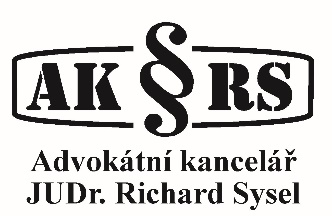 AK § RS
Advokátní kancelář
JUDr. Richard Sysel